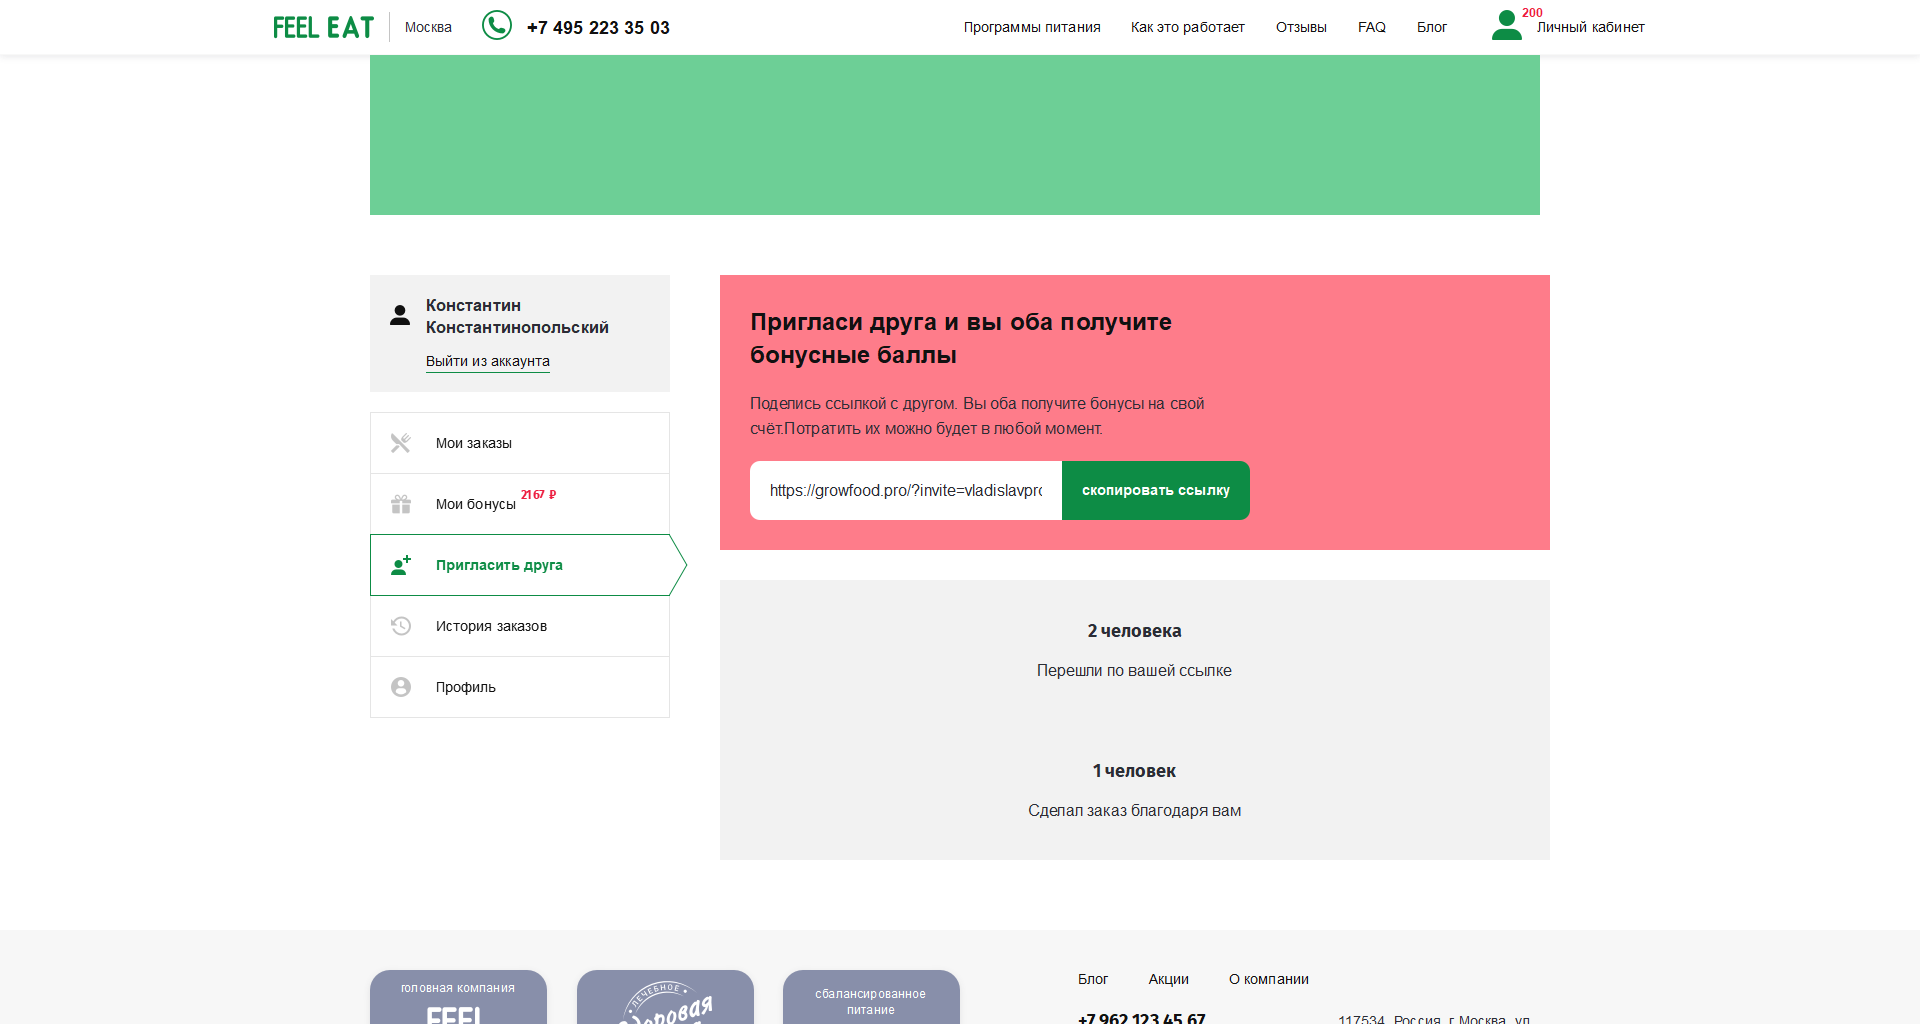 FEEL EAT
Москва
+7 495 223 35 03
Программы питания
Как это работает
Отзывы
FAQ
Блог
200
Личный кабинет
Константин
Константинопольский
Выйти из аккаунта
Мои заказы
Мои бонусы 2167 ₽
Пригласить друга
История заказов
Профиль
Пригласи друга и вы оба получите
бонусные баллы
Поделись ссылкой с другом. Вы оба получите бонусы на свой
счёт.Потратить их можно будет в любой момент.
https://growfood.pro/?invite=vladislavpro
скопировать ссылку
2 человека
Перешли по вашей ссылке
1 человек
Сделал заказ благодаря вам
головная компания
FEEL
ЛЕЧЕБНОЕ
Здоровая
сбалансированное
питание
Блог
Акции
О компании
+7 962 123 45 67
117534, Россия, г.Москва, ул.